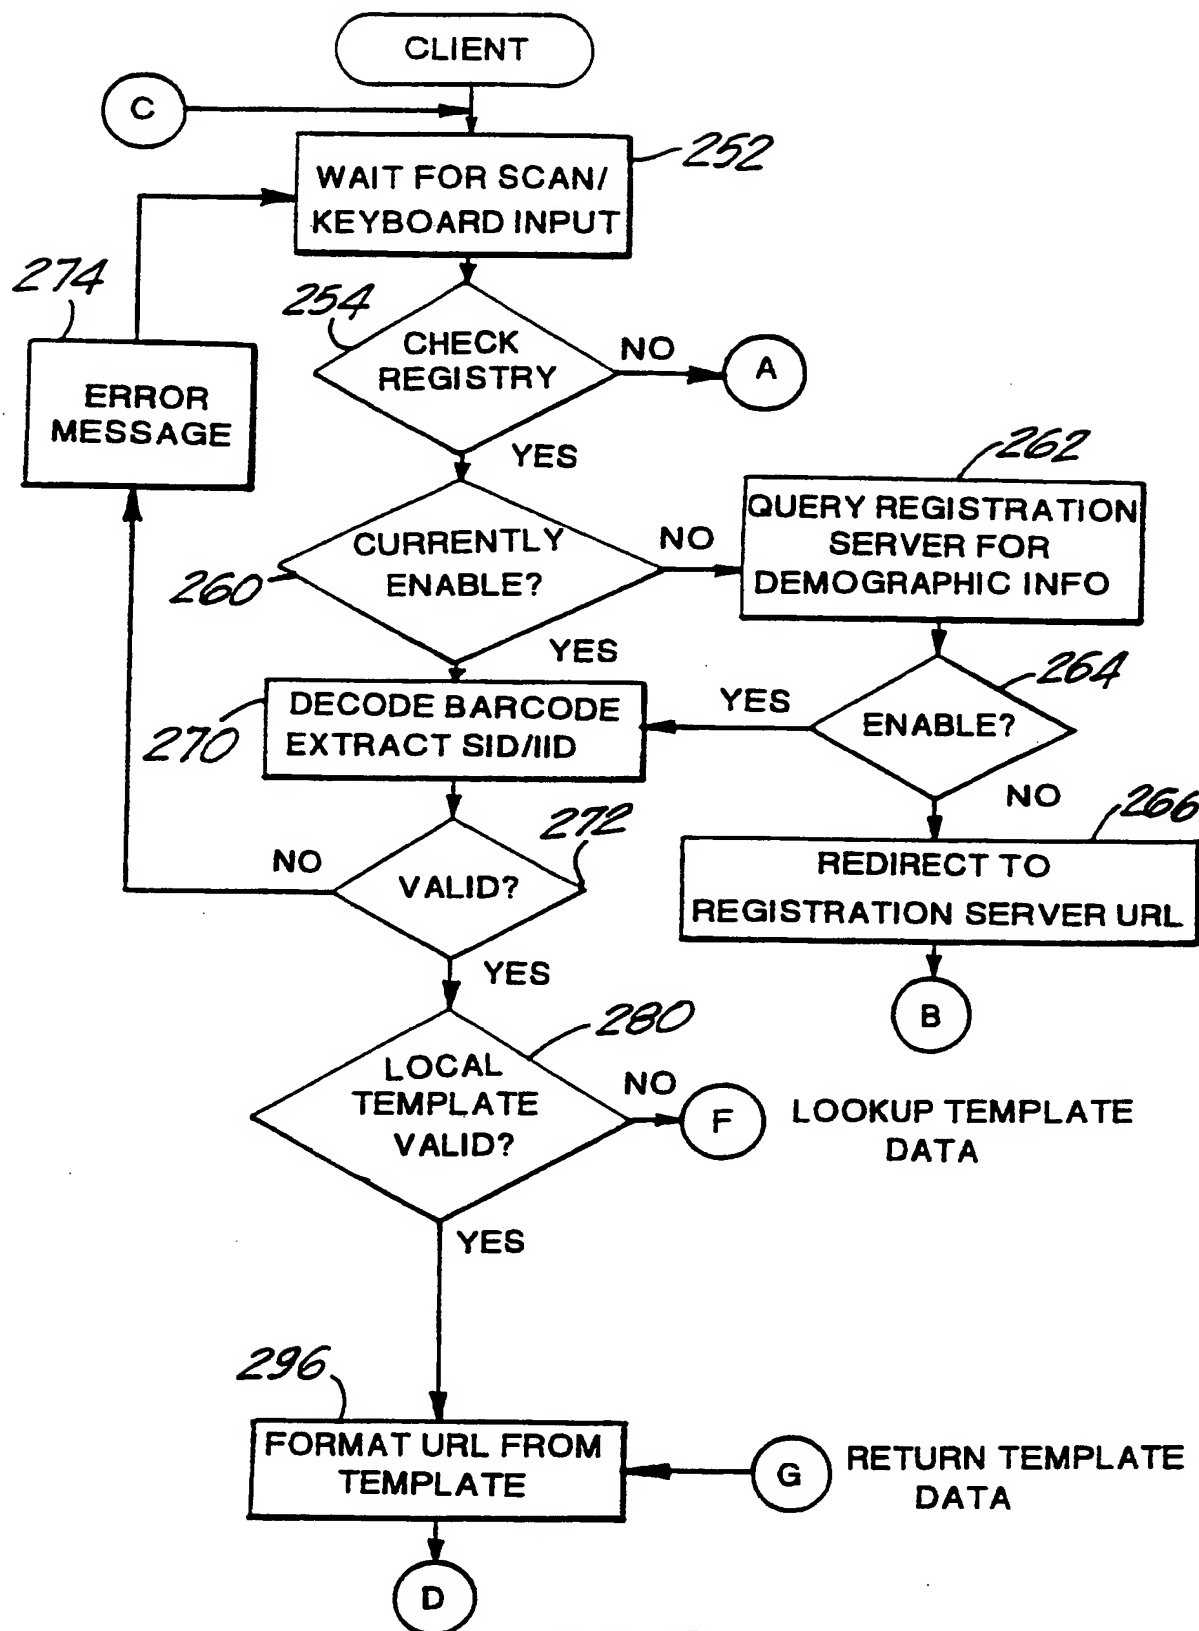 CLIENT
C
252
WAIT FOR SCAN/
KEYBOARD INPUT
274
254
CHECK
REGISTRY
NO
A
ERROR
MESSAGE
YES
262
QUERY REGISTRATION
SERVER FOR
DEMOGRAPHIC INFO
CURRENTLY
ENABLE?
NO
260
YES
264
DECODE BARCODE
EXTRACT SID/IID
YES
ENABLE?
270
NO
272
266
NO
VALID?
REDIRECT TO
REGISTRATION SERVER URL
YES
B
280
LOCAL
TEMPLATE
VALID?
NO
F
LOOKUP TEMPLATE
DATA
YES
296
FORMAT URL FROM
TEMPLATE
G
RETURN TEMPLATE
DATA
D